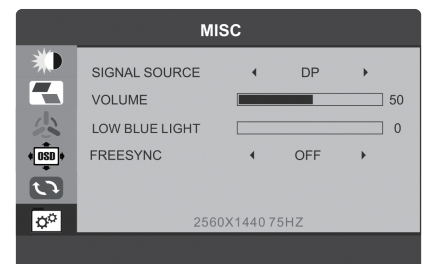 MISC
SIGNAL SOURCE DP
VOLUME 50
LOW BLUE LIGHT 0
OSD
FREESYNC OFF
2560X1440 75HZ